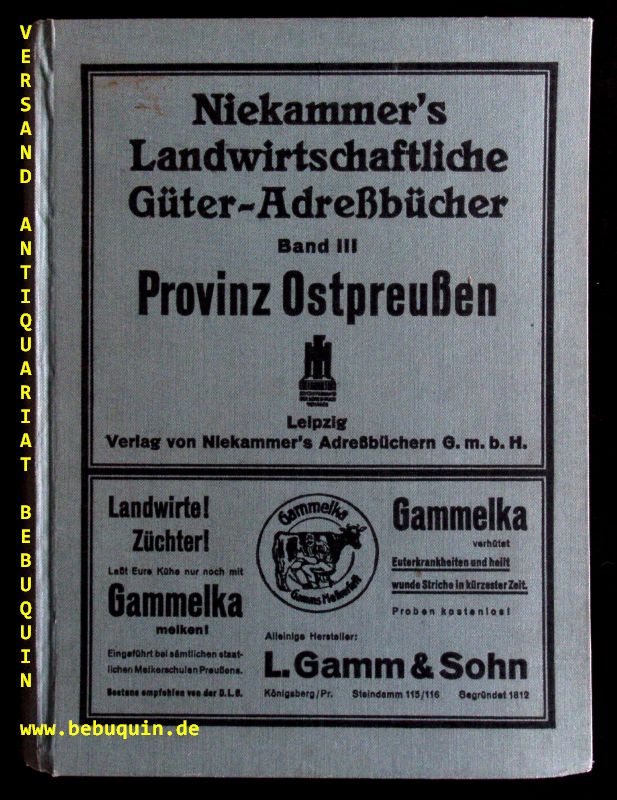 VERSAND ANTIQUARIAT BEBUQUIN
Niekammer's
Landwirtschaftliche
Güter-Adreßbücher
Band III
Provinz Ostpreußen
Leipzig
Verlag von Niekammer's Adreßbüchern G. m. b. H.
Landwirte!
Züchter!
Laßt Eure Kühe nur noch mit
Gammelka
melken!
Eingeführt bei sämtlichen staat-
lichen Melkerschulen Preußens.
Bestens empfohlen von der D.L.G.
Gammelka
Gamms Melkerfett
Gammelka
verhütet
Euterkrankheiten und heilt
wunde Striche in kürzester Zeit.
Proben kostenlos!
Alleinige Hersteller:
L. Gamm & Sohn
Königsberg/Pr. Steindamm 115/116 Gegründet 1812
www.bebuquin.de